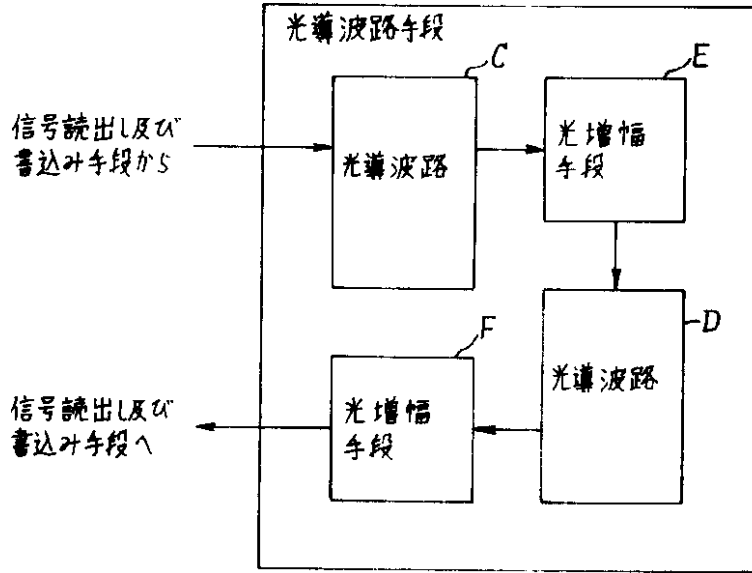 光導波路手段
C
E
信号読出し及び
書込み手段から
光導波路
光増幅
手段
D
F
光導波路
信号読出し及び
書込み手段へ
光増幅
手段